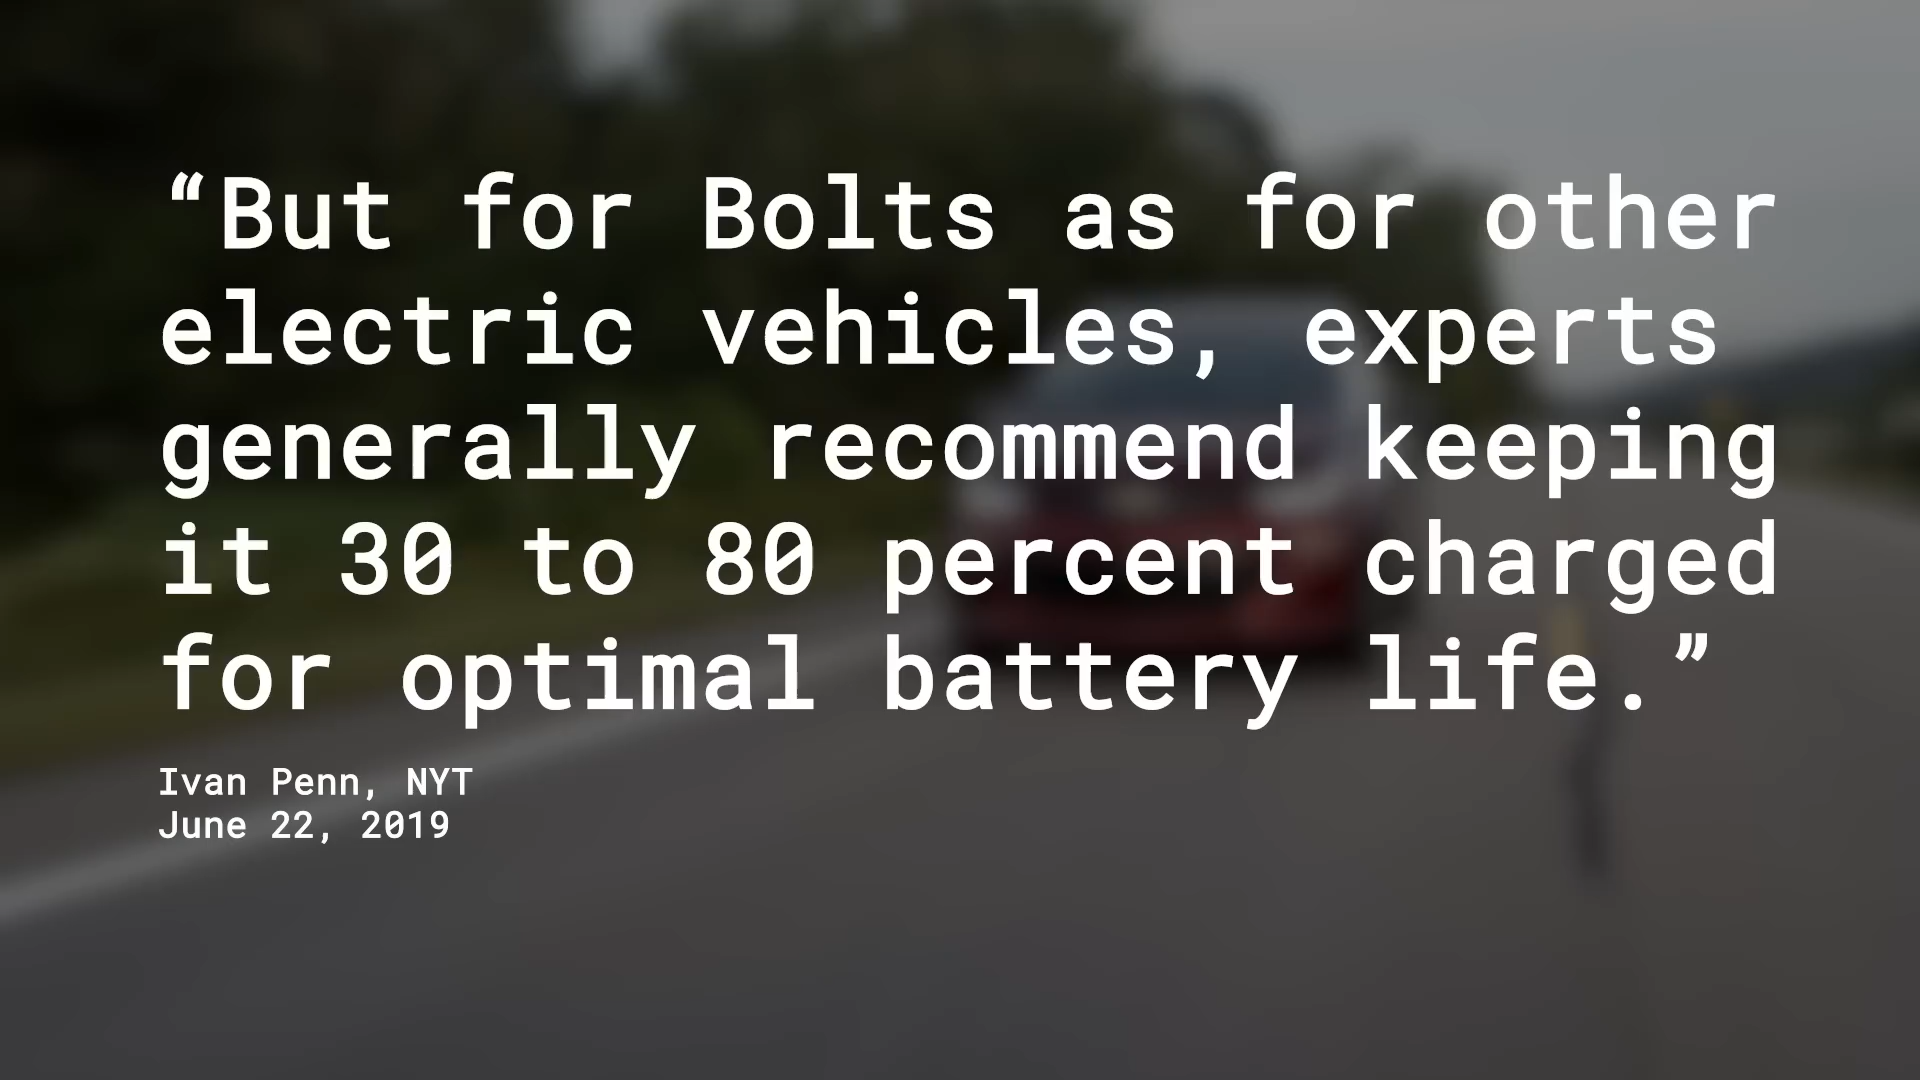 “But for Bolts as for other
electric vehicles, experts
generally recommend keeping
it 30 to 80 percent charged
for optimal battery life.”
Ivan Penn, NYT
June 22, 2019